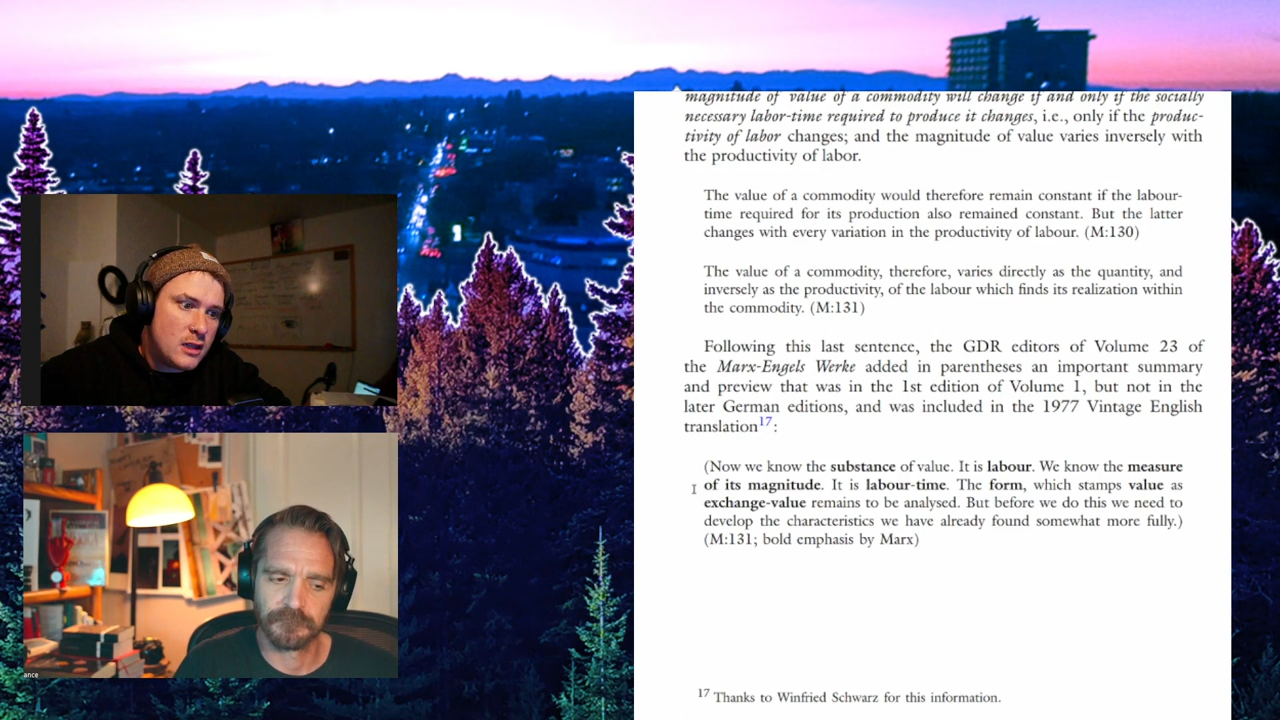 magnitude of value of a commodity will change if and only if the socially
necessary labor-time required to produce it changes, i.e., only if the produc-
tivity of labor changes; and the magnitude of value varies inversely with
the productivity of labor.
The value of a commodity would therefore remain constant if the labour-
time required for its production also remained constant. But the latter
changes with every variation in the productivity of labour. (M:130)
The value of a commodity, therefore, varies directly as the quantity, and
inversely as the productivity, of the labour which finds its realization within
the commodity. (M:131)
Following this last sentence, the GDR editors of Volume 23 of
the Marx-Engels Werke added in parentheses an important summary
and preview that was in the 1st edition of Volume 1, but not in the
later German editions, and was included in the 1977 Vintage English
translation17:
(Now we know the substance of value. It is labour. We know the measure
of its magnitude. It is labour-time. The form, which stamps value as
exchange-value remains to be analysed. But before we do this we need to
develop the characteristics we have already found somewhat more fully.)
(M:131; bold emphasis by Marx)
17 Thanks to Winfried Schwarz for this information.
ance